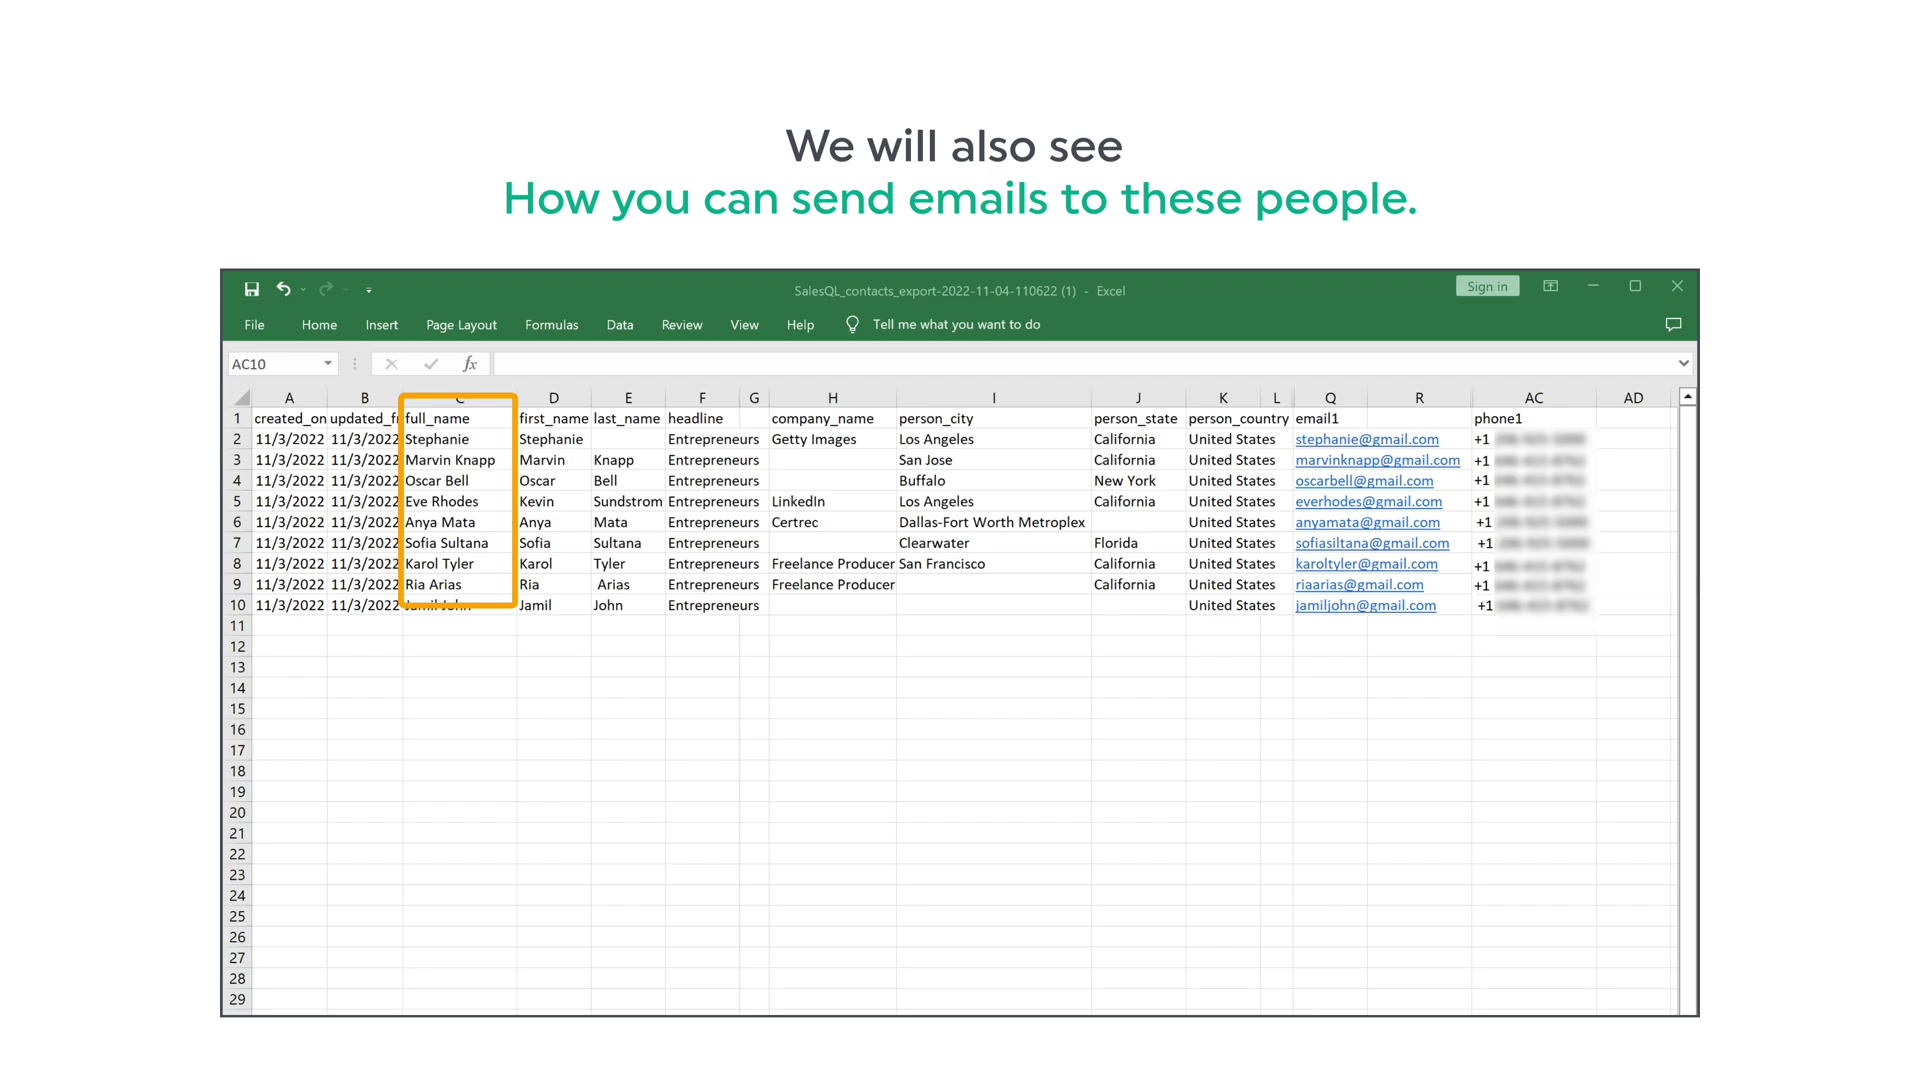 We will also see
How you can send emails to these people.
SalesQL_contacts_export-2022-11-04-110622 (1) - Excel
Sign in
File Home Insert Page Layout Formulas Data Review View Help Tell me what you want to do
AC10 fx
A B C D E F G H I J K L Q R AC AD
1 created_on updated_fr full_name first_name last_name headline company_name person_city person_state person_country email1 phone1
2 11/3/2022 11/3/2022 Stephanie Stephanie Entrepreneurs Getty Images Los Angeles California United States stephanie@gmail.com +1
3 11/3/2022 11/3/2022 Marvin Knapp Marvin Knapp Entrepreneurs San Jose California United States marvinknapp@gmail.com +1
4 11/3/2022 11/3/2022 Oscar Bell Oscar Bell Entrepreneurs Buffalo New York United States oscarbell@gmail.com +1
5 11/3/2022 11/3/2022 Eve Rhodes Kevin Sundstrom Entrepreneurs LinkedIn Los Angeles California United States everhodes@gmail.com +1
6 11/3/2022 11/3/2022 Anya Mata Anya Mata Entrepreneurs Certrec Dallas-Fort Worth Metroplex United States anyamata@gmail.com +1
7 11/3/2022 11/3/2022 Sofia Sultana Sofia Sultana Entrepreneurs Clearwater Florida United States sofiasiltana@gmail.com +1
8 11/3/2022 11/3/2022 Karol Tyler Karol Tyler Entrepreneurs Freelance Producer San Francisco California United States karoltyler@gmail.com +1
9 11/3/2022 11/3/2022 Ria Arias Ria Arias Entrepreneurs Freelance Producer California United States riaarias@gmail.com +1
10 11/3/2022 11/3/2022 Jamil John Jamil John Entrepreneurs United States jamiljohn@gmail.com +1
11
12
13
14
15
16
17
18
19
20
21
22
23
24
25
26
27
28
29